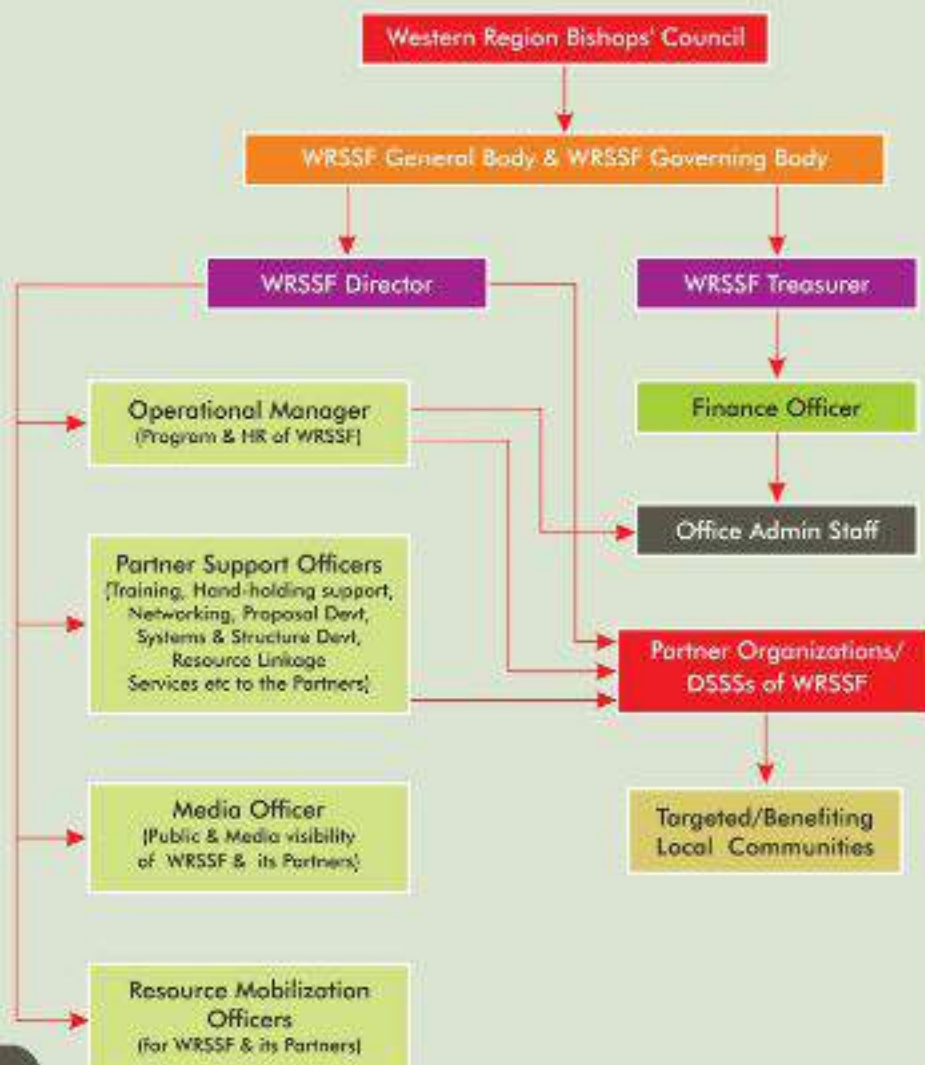 Western Region Bishops' Council
WRSSF General Body & WRSSF Governing Body
WRSSF Director
WRSSF Treasurer
Operational Manager
(Program & HR of WRSSF)
Finance Officer
Office Admin Staff
Partner Support Officers
(Training, Hand-holding support,
Networking, Proposal Devt,
Systems & Structure Devt,
Resource Linkage
Services etc to the Partners)
Partner Organizations/
DSSSs of WRSSF
Media Officer
(Public & Media visibility
of WRSSF & its Partners)
Targeted/Benefiting
Local Communities
Resource Mobilization
Officers
(for WRSSF & its Partners)